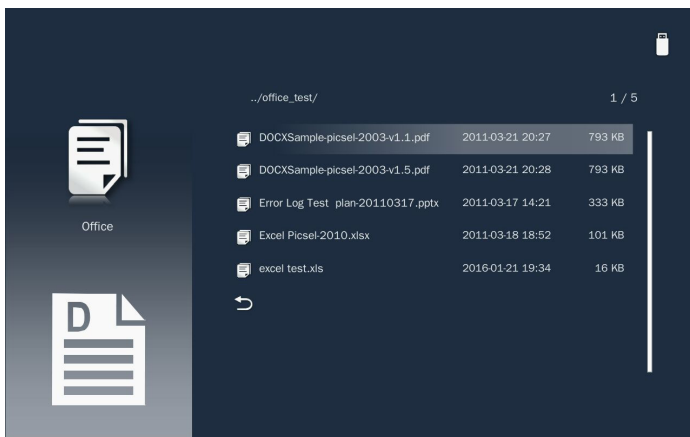 ../office_test/ 1 / 5
DOCXSample-picsel-2003-v1.1.pdf 2011-03-21 20:27 793 KB
DOCXSample-picsel-2003-v1.5.pdf 2011-03-21 20:28 793 KB
Error Log Test plan-20110317.pptx 2011-03-17 14:21 333 KB
Office
Excel Picsel-2010.xlsx 2011-03-18 18:52 101 KB
excel test.xls 2016-01-21 19:34 16 KB
D